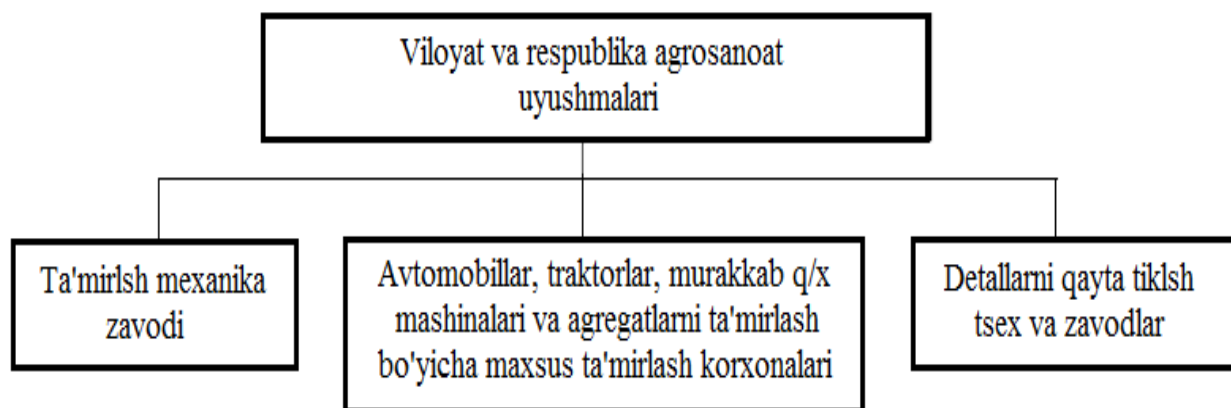 Viloyat va respublika agrosanoat
uyushmalari
Ta'mirlsh mexanika
zavodi
Avtomobillar, traktorlar, murakkab q/x
mashinalari va agregatlarni ta'mirlash
bo'yicha maxsus ta'mirlash korxonalari
Detallarni qayta tiklsh
tsex va zavodlar